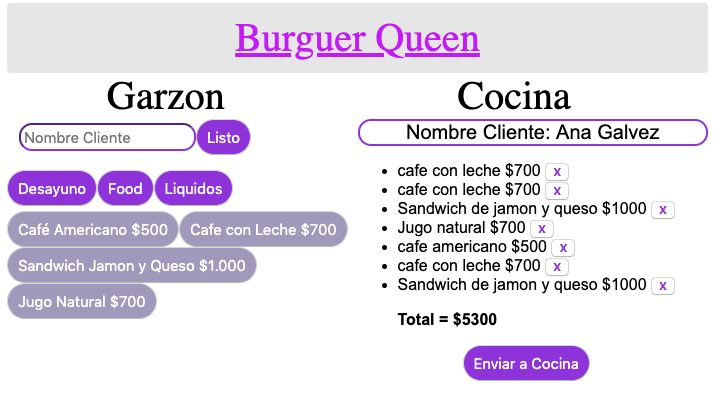 Burguer Queen
Garzon
Nombre Cliente
Listo
Desayuno
Food
Liquidos
Café Americano $500
Cafe con Leche $700
Sandwich Jamon y Queso $1.000
Jugo Natural $700
Cocina
Nombre Cliente: Ana Galvez
cafe con leche $700 x
cafe con leche $700 x
Sandwich de jamon y queso $1000 x
Jugo natural $700 x
cafe americano $500 x
cafe con leche $700 x
Sandwich de jamon y queso $1000 x
Total = $5300
Enviar a Cocina